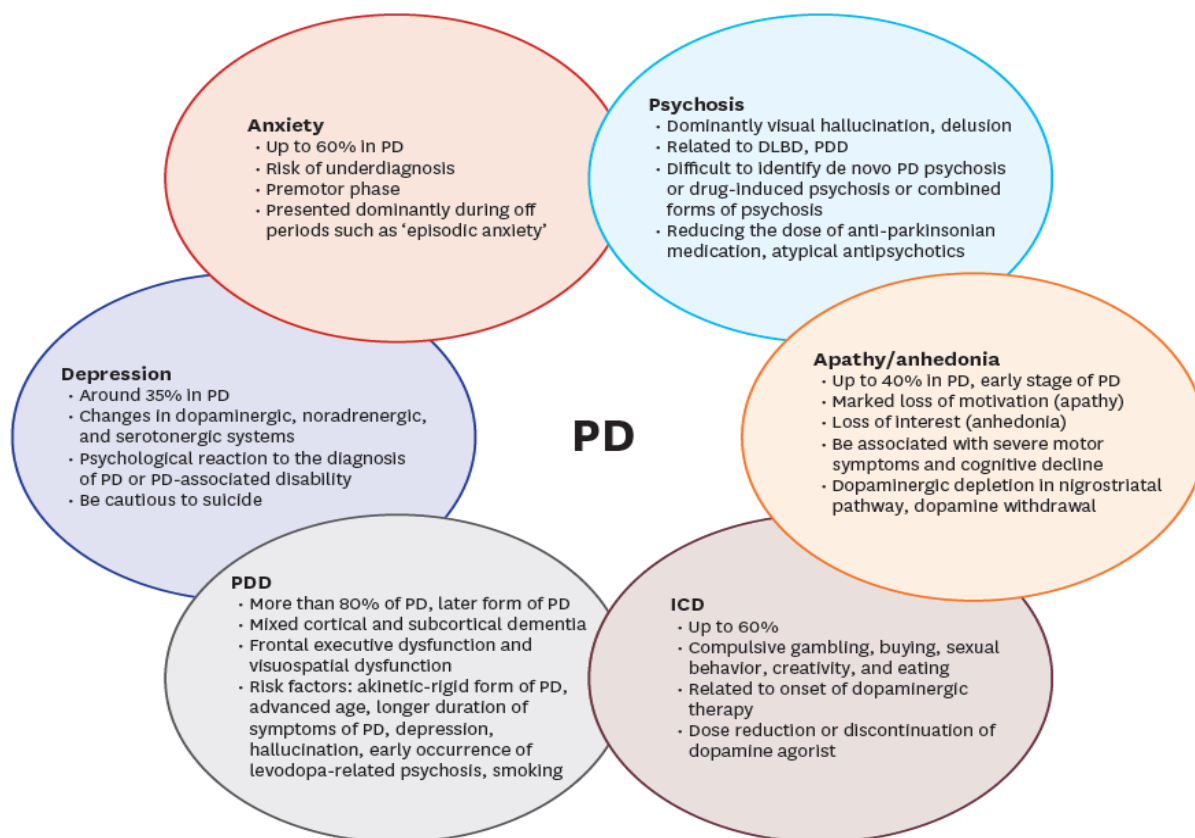 Anxiety
· Up to 60% in PD
· Risk of underdiagnosis
· Premotor phase
· Presented dominantly during off
periods such as ‘episodic anxiety’
Psychosis
· Dominantly visual hallucination, delusion
· Related to DLBD, PDD
· Difficult to identify de novo PD psychosis
or drug-induced psychosis or combined
forms of psychosis
· Reducing the dose of anti-parkinsonian
medication, atypical antipsychotics
Depression
· Around 35% in PD
· Changes in dopaminergic, noradrenergic,
and serotonergic systems
· Psychological reaction to the diagnosis
of PD or PD-associated disability
· Be cautious to suicide
PD
Apathy/anhedonia
· Up to 40% in PD, early stage of PD
· Marked loss of motivation (apathy)
· Loss of interest (anhedonia)
· Be associated with severe motor
symptoms and cognitive decline
· Dopaminergic depletion in nigrostriatal
pathway, dopamine withdrawal
PDD
· More than 80% of PD, later form of PD
· Mixed cortical and subcortical dementia
· Frontal executive dysfunction and
visuospatial dysfunction
· Risk factors: akinetic-rigid form of PD,
advanced age, longer duration of
symptoms of PD, depression,
hallucination, early occurrence of
levodopa-related psychosis, smoking
ICD
· Up to 60%
· Compulsive gambling, buying, sexual
behavior, creativity, and eating
· Related to onset of dopaminergic
therapy
· Dose reduction or discontinuation of
dopamine agorist